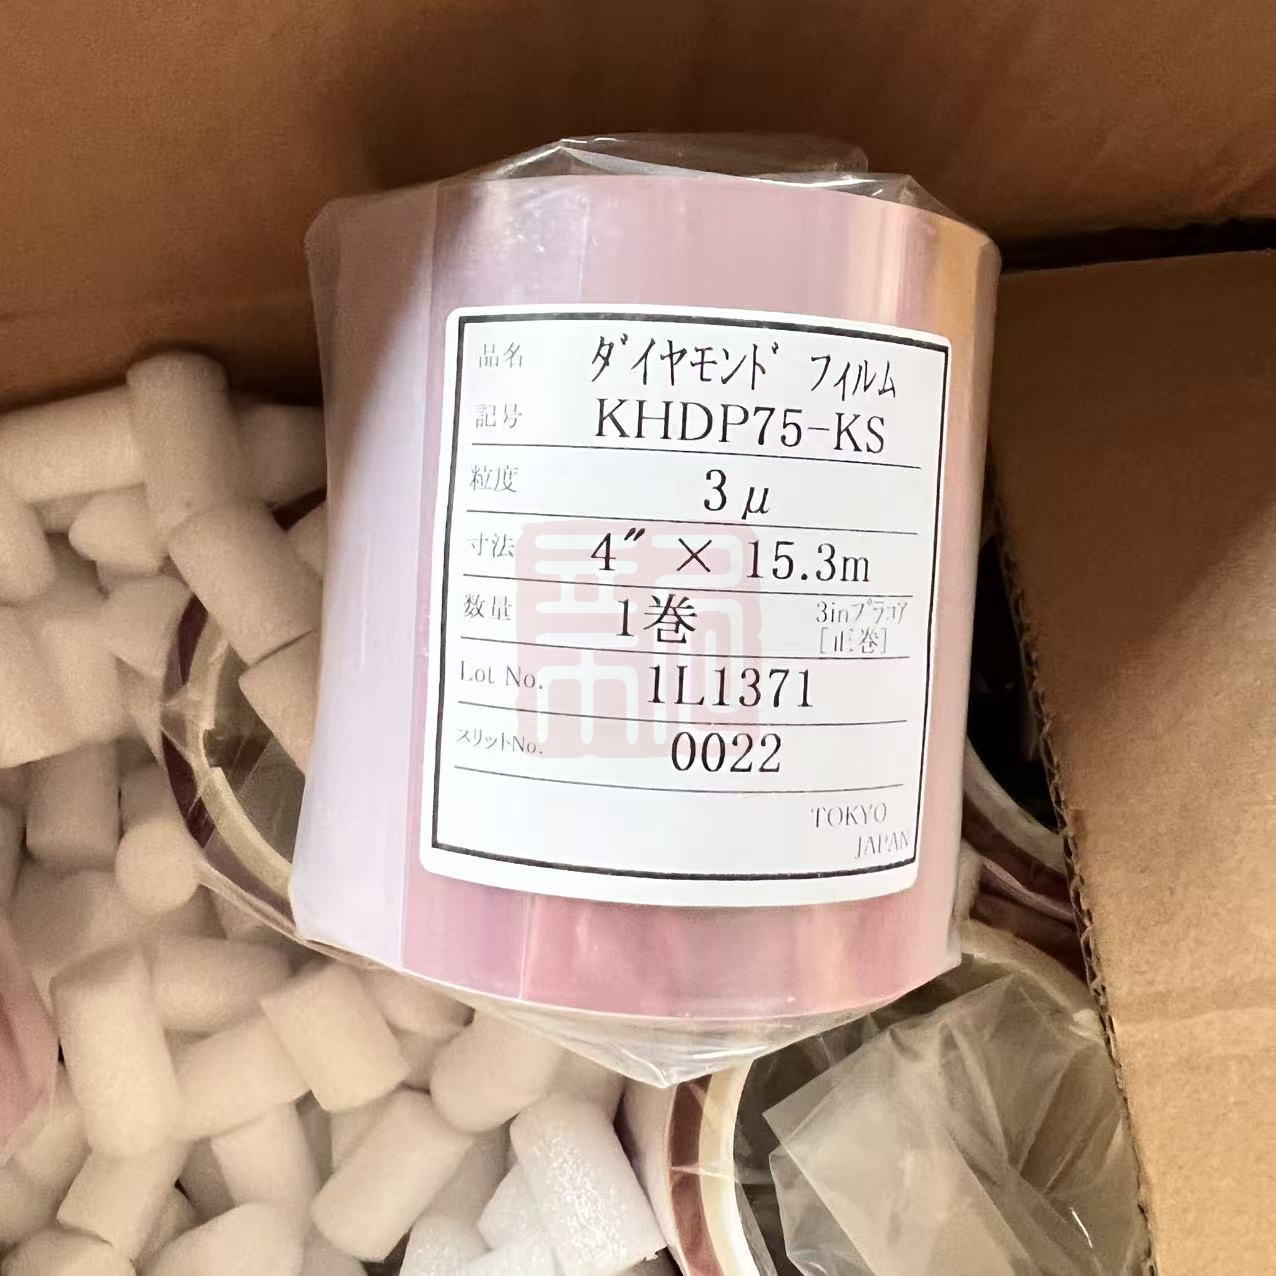 品名 ダイヤモンド フィルム
記号 KHDP75-KS
粒度 3μ
寸法 4″ × 15.3m
数量 1巻 3inプラコア
[正巻]
Lot No. 1L1371
スリットNo. 0022
TOKYO
JAPAN